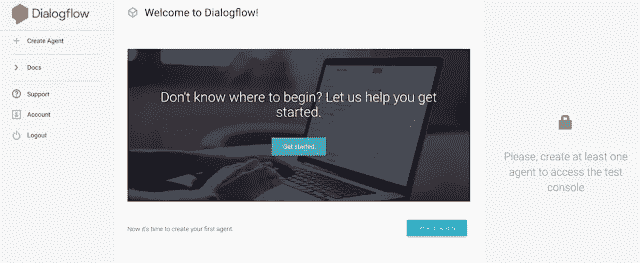 Dialogflow
Welcome to Dialogflow!
Create Agent
Docs
Support
Account
Logout
Don't know where to begin? Let us help you get
started.
Get started
Now it's time to create your first agent.
Please, create at least one
agent to access the test
console